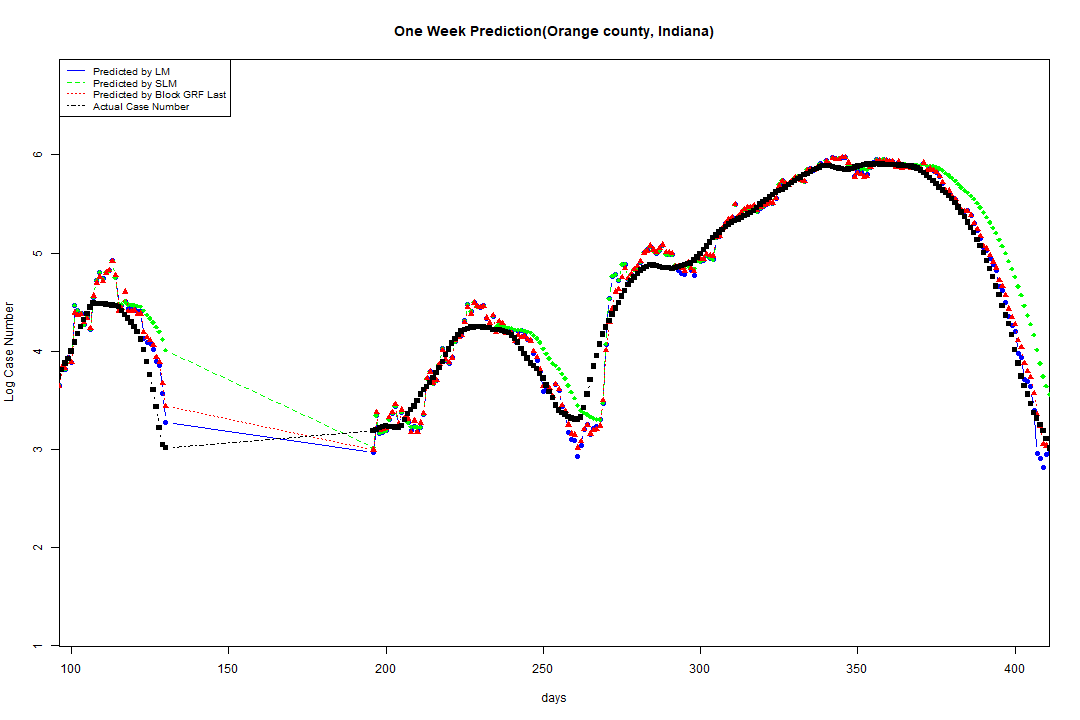 One Week Prediction(Orange county, Indiana)
Predicted by LM
Predicted by SLM
Predicted by Block GRF Last
Actual Case Number
Log Case Number
6
5
4
3
2
1
100 150 200 250 300 350 400
days